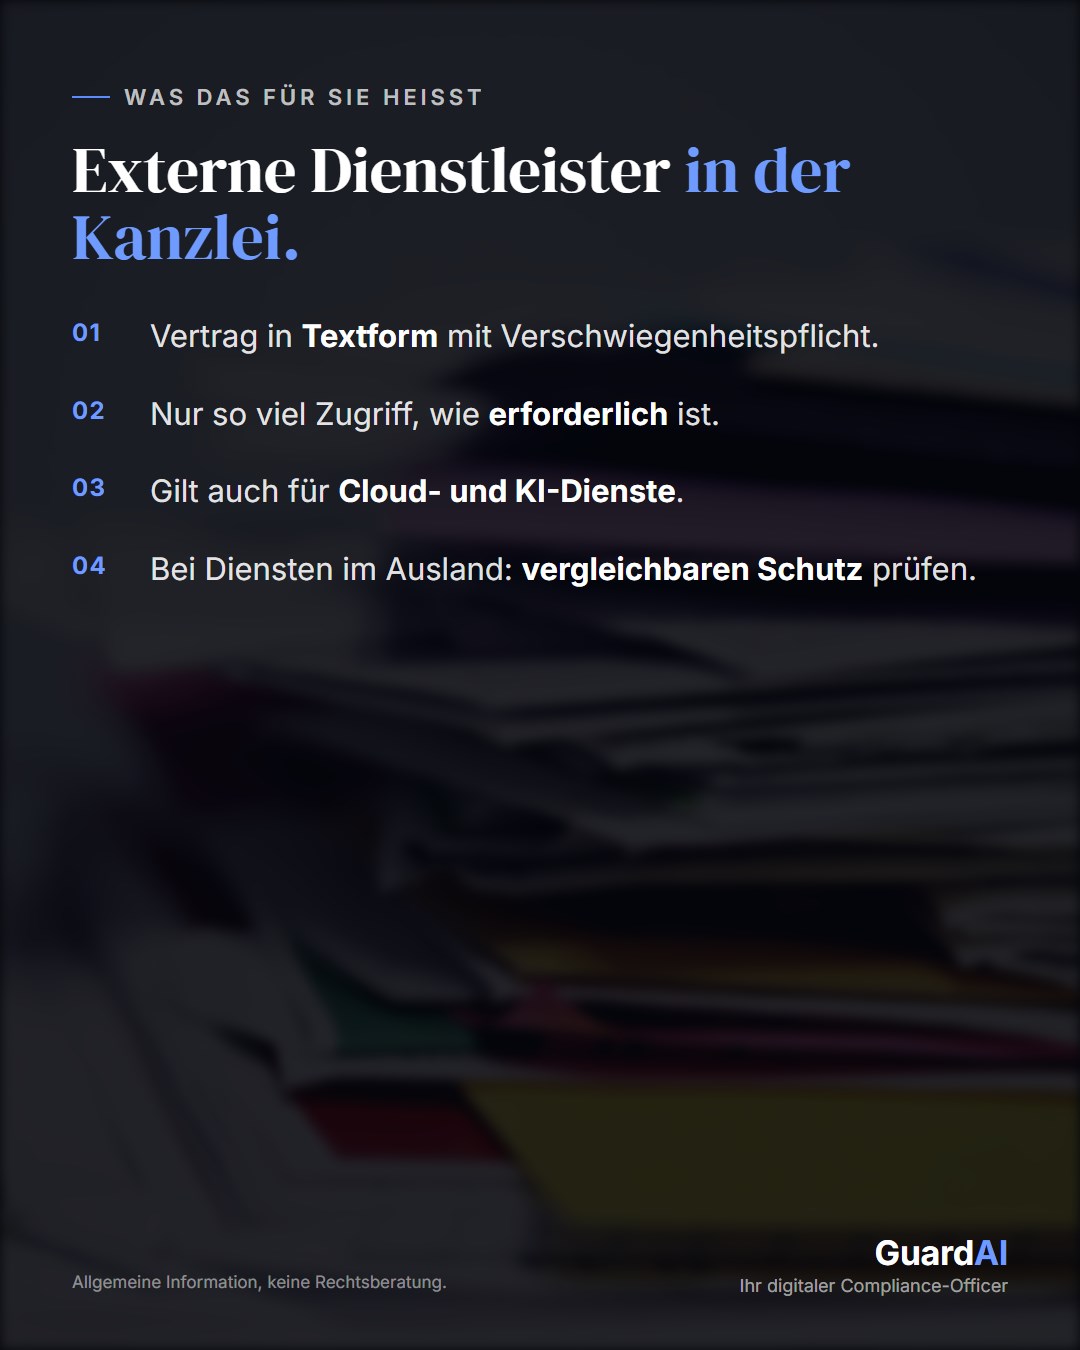 WAS DAS FÜR SIE HEISST
Externe Dienstleister in der
Kanzlei.
01 Vertrag in Textform mit Verschwiegenheitspflicht.
02 Nur so viel Zugriff, wie erforderlich ist.
03 Gilt auch für Cloud- und KI-Dienste.
04 Bei Diensten im Ausland: vergleichbaren Schutz prüfen.
GuardAI
Allgemeine Information, keine Rechtsberatung.
Ihr digitaler Compliance-Officer